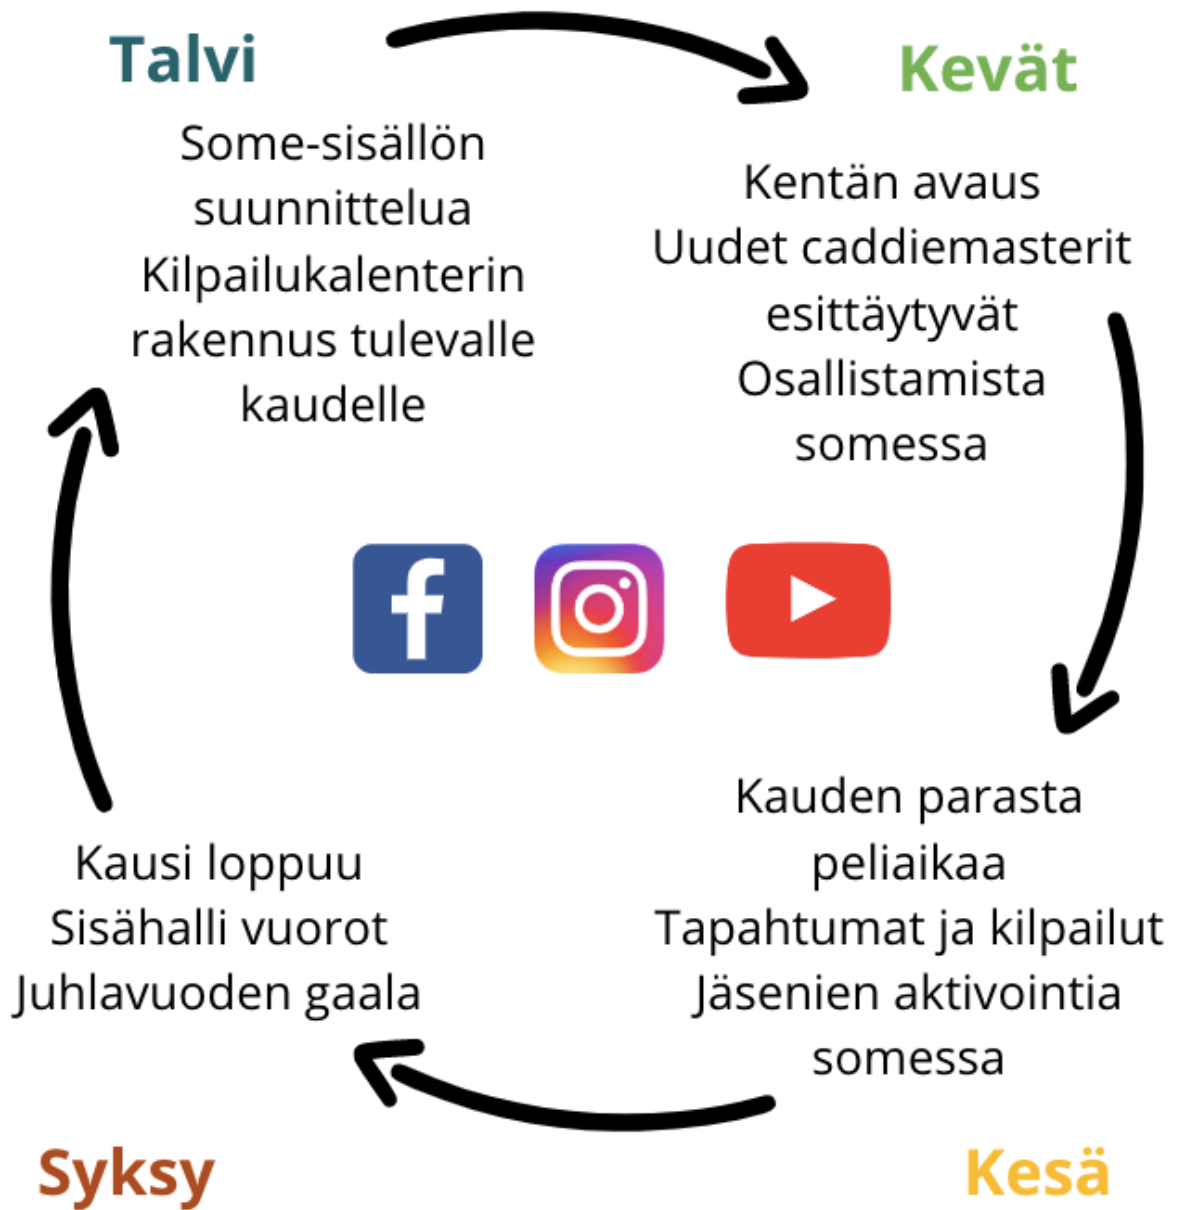 Talvi
Some-sisällön
suunnittelua
Kilpailukalenterin
rakennus tulevalle
kaudelle
Kevät
Kentän avaus
Uudet caddiemasterit
esittäytyvät
Osallistamista
somessa
Kauden parasta
peliaikaa
Tapahtumat ja kilpailut
Jäsenien aktivointia
somessa
Kesä
Kausi loppuu
Sisähalli vuorot
Juhlavuoden gaala
Syksy